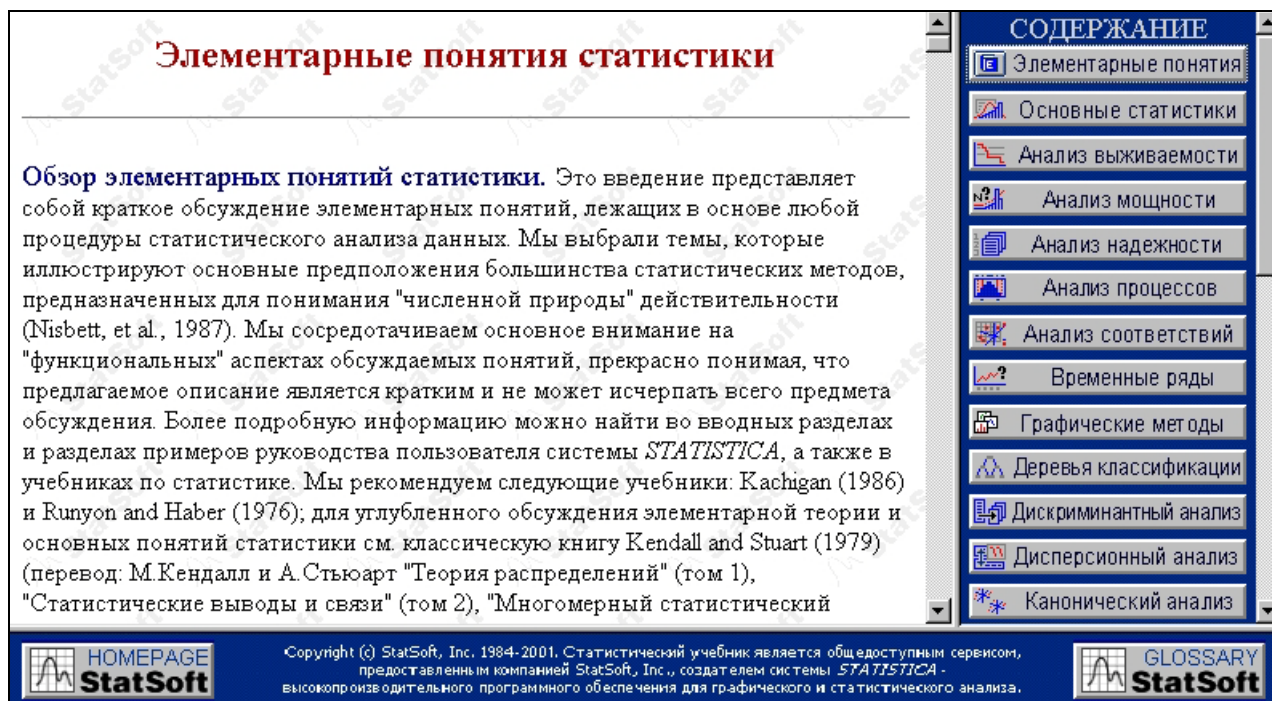 Элементарные понятия статистики
Обзор элементарных понятий статистики. Это введение представляет
собой краткое обсуждение элементарных понятий, лежащих в основе любой
процедуры статистического анализа данных. Мы выбрали темы, которые
иллюстрируют основные предположения большинства статистических методов,
предназначенных для понимания "численной природы" действительности
(Nisbett, et al., 1987). Мы сосредотачиваем основное внимание на
"функциональных" аспектах обсуждаемых понятий, прекрасно понимая, что
предлагаемое описание является кратким и не может исчерпать всего предмета
обсуждения. Более подробную информацию можно найти во вводных разделах
и разделах примеров руководства пользователя системы STATISTICA, а также в
учебниках по статистике. Мы рекомендуем следующие учебники: Kachigan (1986)
и Runyon and Haber (1976); для углубленного обсуждения элементарной теории и
основных понятий статистики см. классическую книгу Kendall and Stuart (1979)
(перевод: М.Кендалл и А.Стьюарт "Теория распределений" (том 1),
"Статистические выводы и связи" (том 2), "Многомерный статистический
СОДЕРЖАНИЕ
Элементарные понятия
Основные статистики
Анализ выживаемости
Анализ мощности
Анализ надежности
Анализ процессов
Анализ соответствий
Временные ряды
Графические методы
Деревья классификации
Дискриминантный анализ
Дисперсионный анализ
Канонический анализ
HOMEPAGE
StatSoft
Copyright (c) StatSoft, Inc. 1984-2001. Статистический учебник является общедоступным сервисом,
предоставленным компанией StatSoft, Inc., создателем системы STATISTICA -
высокопроизводительного программного обеспечения для графического и статистического анализа.
GLOSSARY
StatSoft